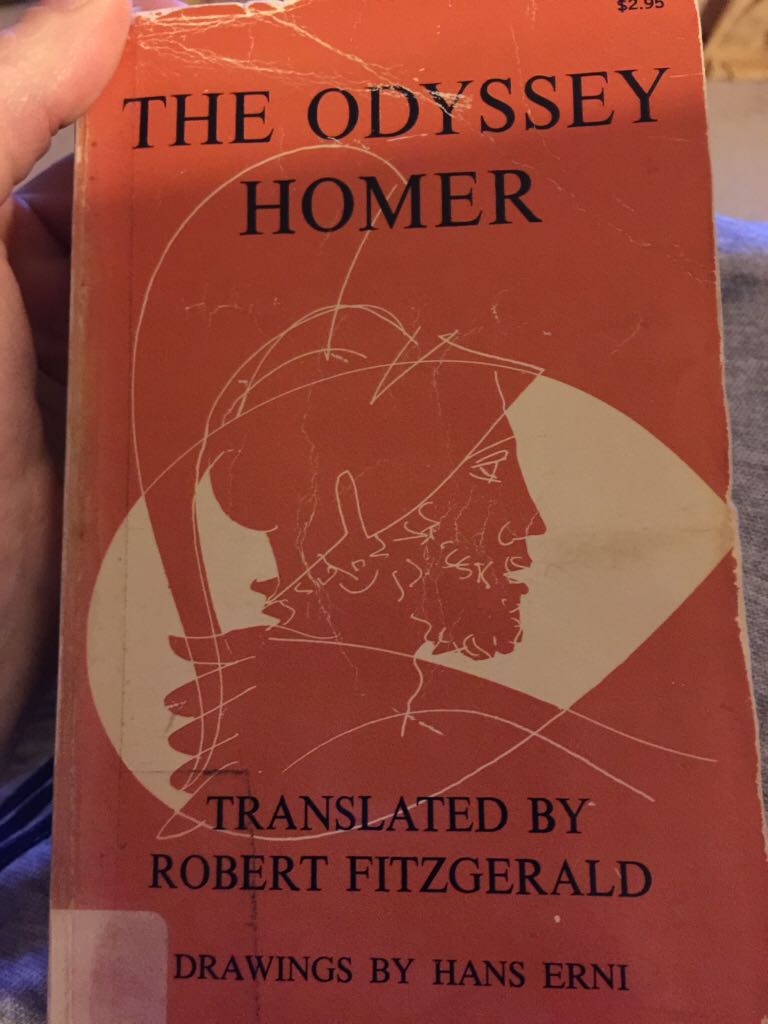 $2.95
THE ODYSSEY
HOMER
TRANSLATED BY
ROBERT FITZGERALD
DRAWINGS BY HANS ERNI